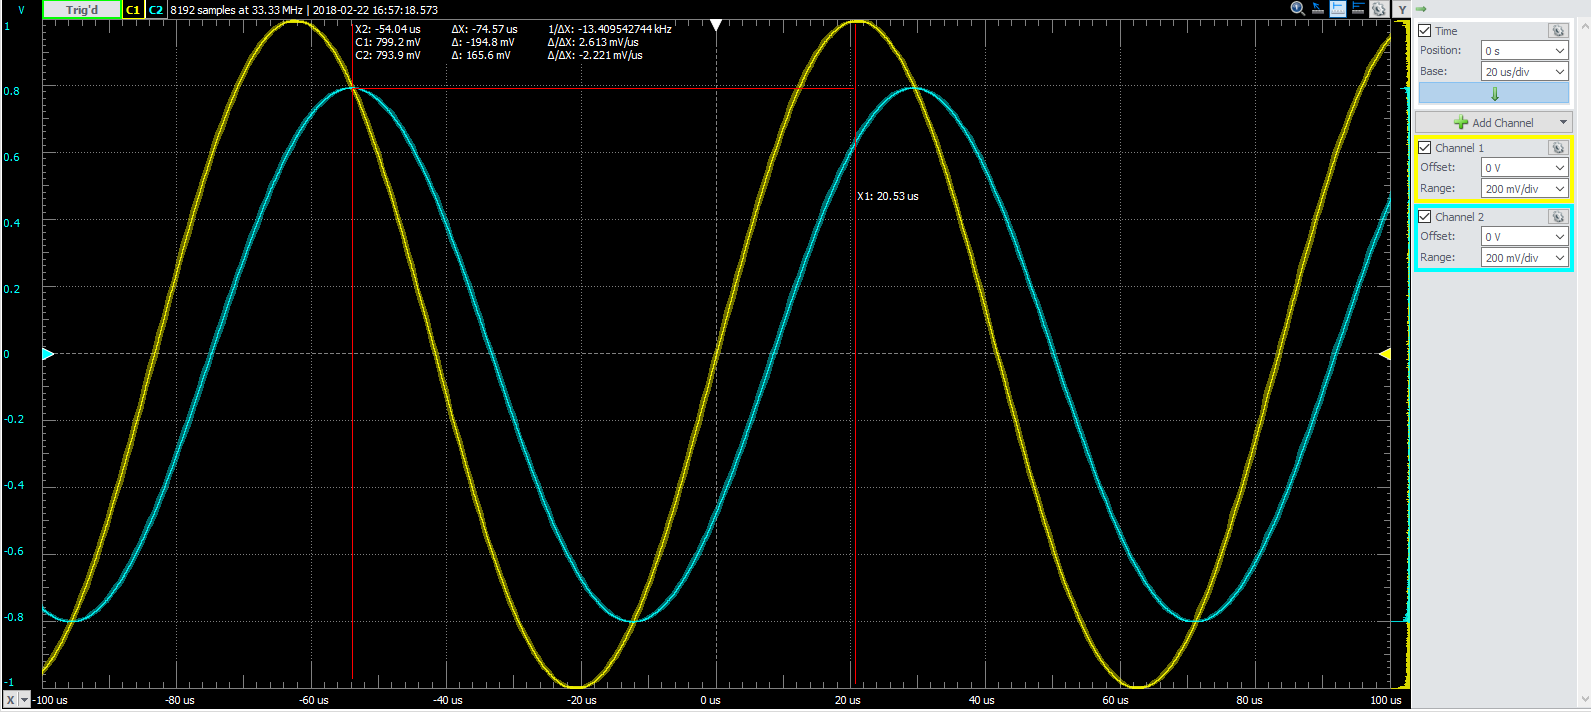 V Trig'd C1 C2 8192 samples at 33.33 MHz | 2018-02-22 16:57:18.573 Y
X2: -54.04 us ΔX: -74.57 us 1/ΔX: -13.409542744 kHz
C1: 799.2 mV Δ: -194.8 mV Δ/ΔX: 2.613 mV/us
C2: 793.9 mV Δ: 165.6 mV Δ/ΔX: -2.221 mV/us
X1: 20.53 us
1
0.8
0.6
0.4
0.2
0
-0.2
-0.4
-0.6
-0.8
-1
X -100 us -80 us -60 us -40 us -20 us 0 us 20 us 40 us 60 us 80 us 100 us
Time
Position: 0 s
Base: 20 us/div
Add Channel
Channel 1
Offset: 0 V
Range: 200 mV/div
Channel 2
Offset: 0 V
Range: 200 mV/div